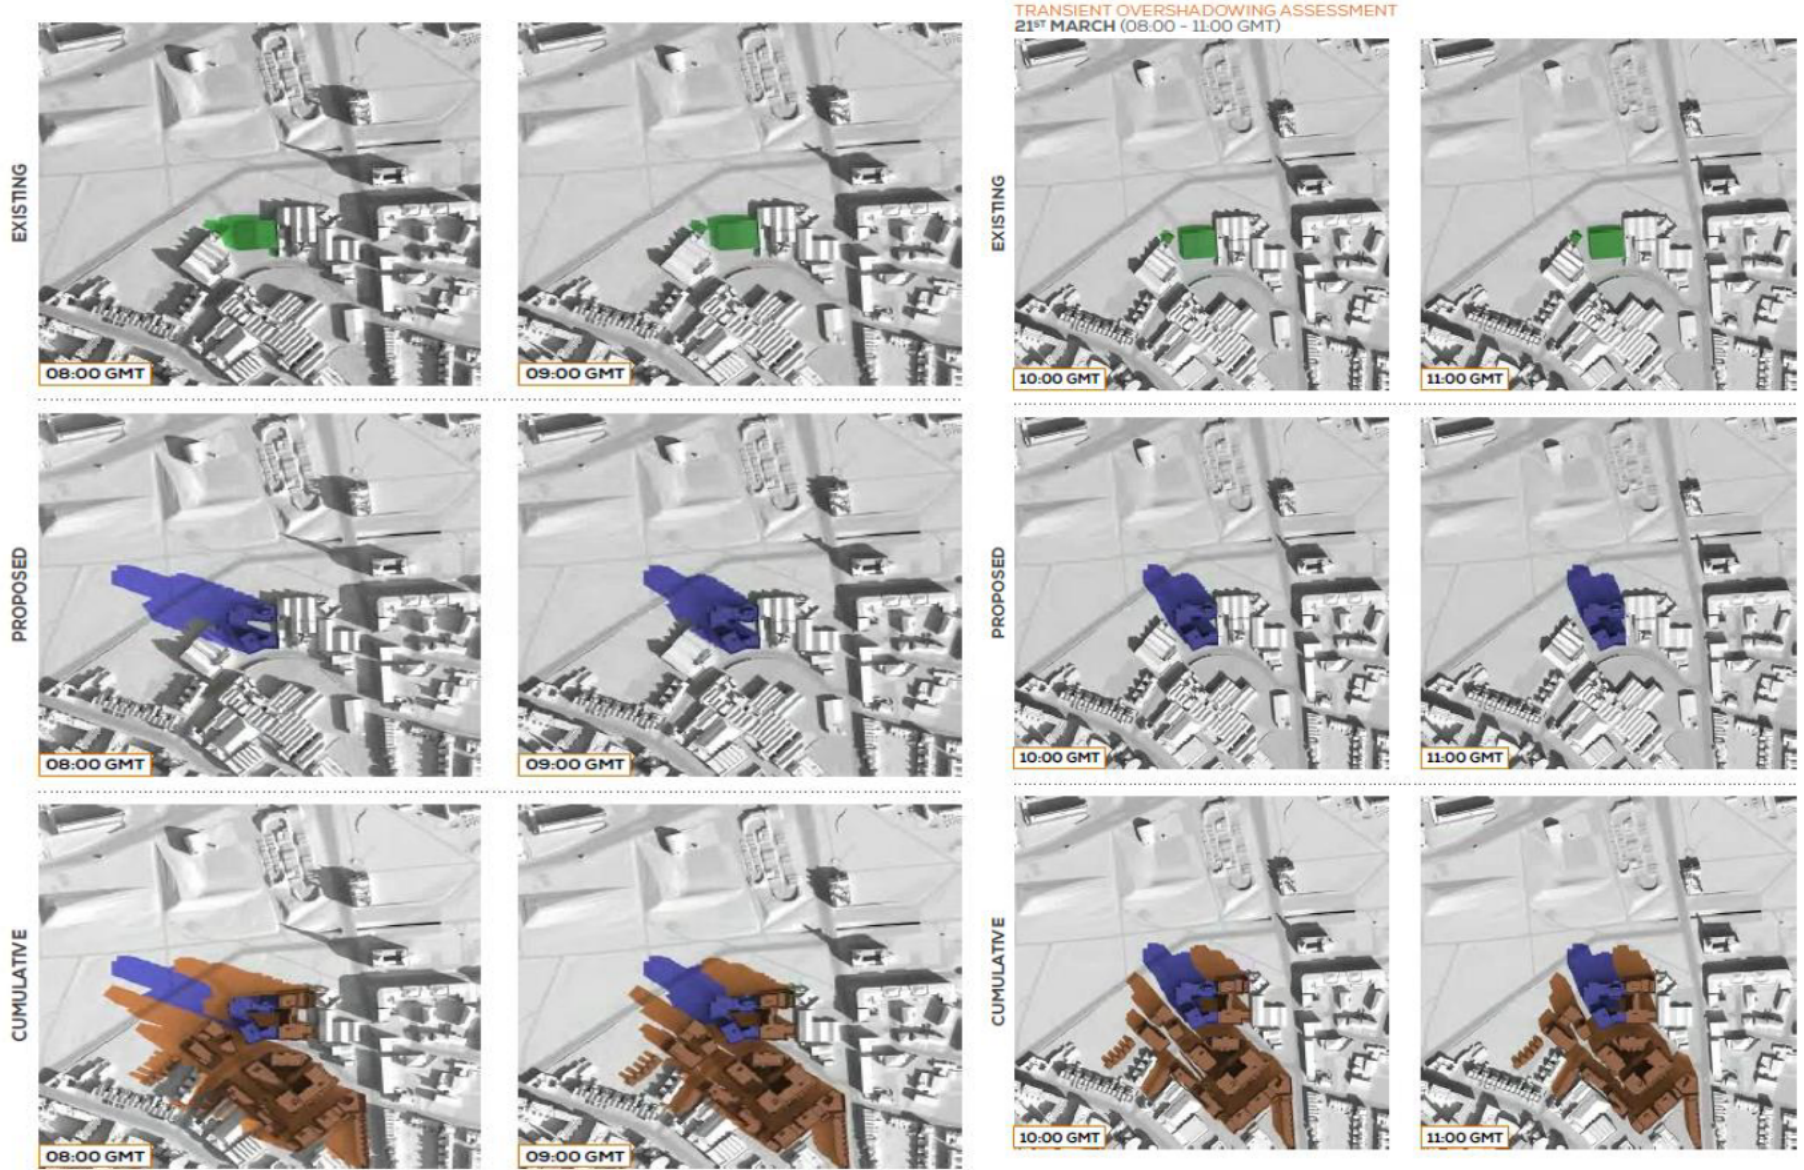 TRANSIENT OVERSHADOWING ASSESSMENT
21ST MARCH (08:00 - 11:00 GMT)
EXISTING
08:00 GMT
09:00 GMT
EXISTING
10:00 GMT
11:00 GMT
PROPOSED
08:00 GMT
09:00 GMT
PROPOSED
10:00 GMT
11:00 GMT
CUMULATIVE
08:00 GMT
09:00 GMT
CUMULATIVE
10:00 GMT
11:00 GMT